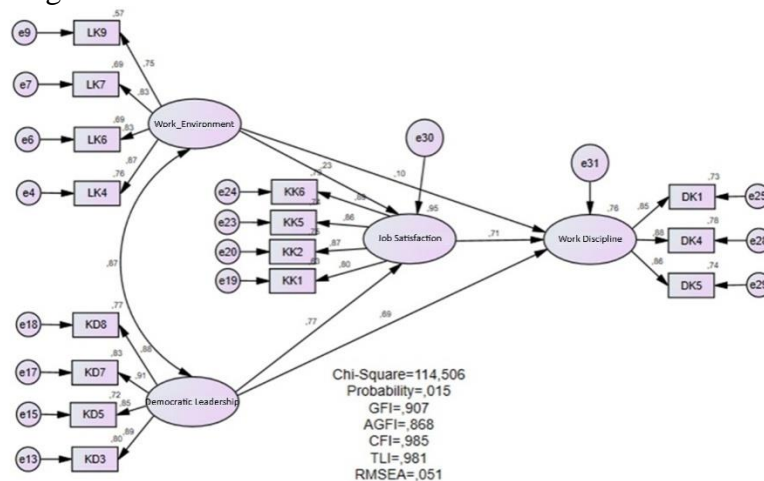 e9
LK9
,57
,75
e7
LK7
,69
,83
e6
LK6
,69
,83
e4
LK4
,76
,87
Work_Environment
e30
e31
,23
,10
e24
KK6
e23
KK5
,86
e20
KK2
,87
e19
KK1
,80
,95
Job Satisfaction
,71
,76
Work Discipline
,73
DK1
,85
e25
,78
DK4
,88
e28
,74
DK5
,86
e29
,87
,77
,69
e18
KD8
,77
,88
e17
KD7
,83
,91
e15
KD5
,72
,85
e13
KD3
,80
,89
Democratic Leadership
Chi-Square=114,506
Probability=,015
GFI=,907
AGFI=,868
CFI=,985
TLI=,981
RMSEA=,051